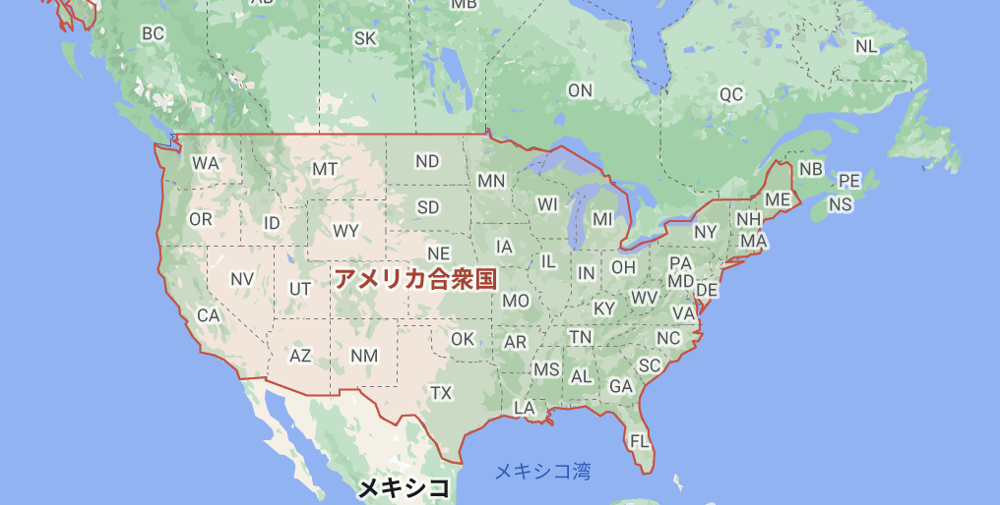 AB
MB
BC
SK
NL
ON
QC
WA
MT
ND
MN
NB
PE
OR
ID
SD
WI
MI
ME
NS
WY
NY
NH
MA
NE
IA
IL
IN
OH
PA
NV
UT
アメリカ合衆国
MD
DE
CA
MO
KY
WV
VA
AZ
NM
OK
AR
TN
NC
MS
AL
SC
TX
GA
LA
FL
メキシコ湾
メキシコ